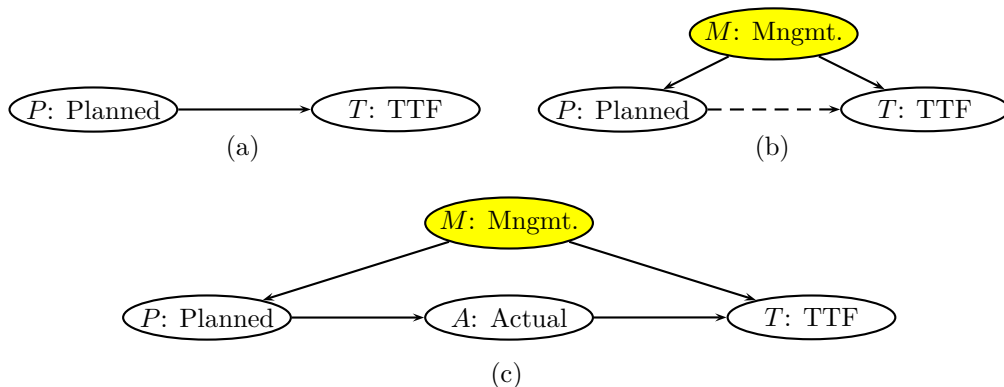 M: Mngmt.
P: Planned
T: TTF
P: Planned
T: TTF
(a)
(b)
M: Mngmt.
P: Planned
A: Actual
T: TTF
(c)